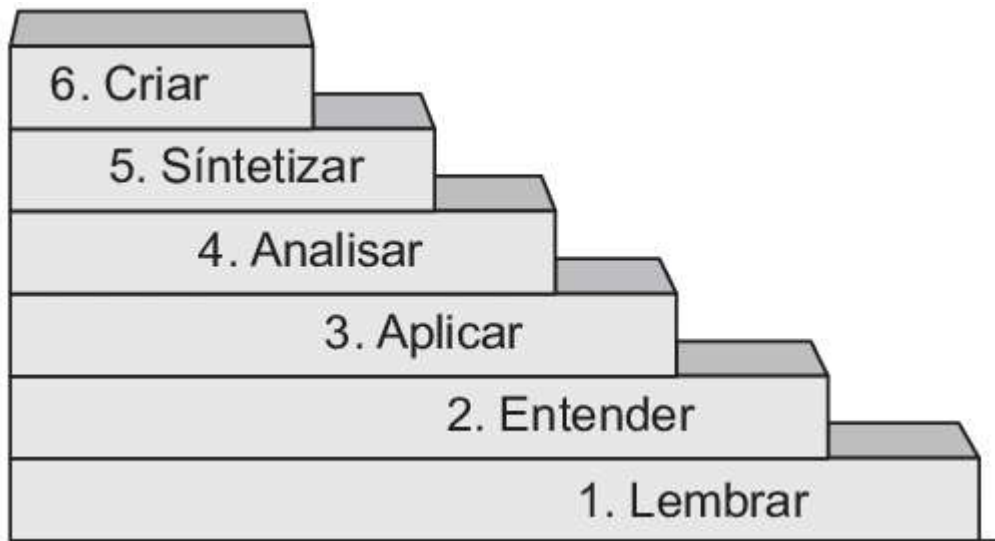 6. Criar
5. Síntetizar
4. Analisar
3. Aplicar
2. Entender
1. Lembrar